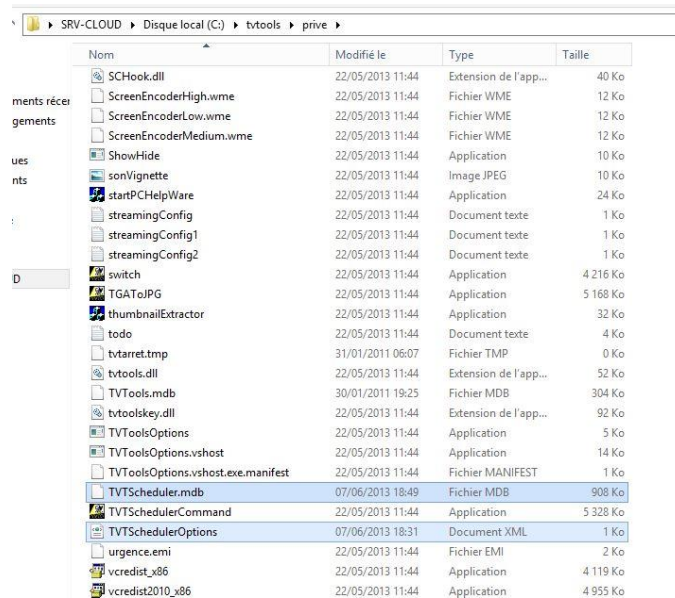 SRV-CLOUD ▸ Disque local (C:) ▸ tvtools ▸ prive ▸
Nom Modifié le Type Taille
SCHook.dll 22/05/2013 11:44 Extension de l'app... 40 Ko
ScreenEncoderHigh.wme 22/05/2013 11:44 Fichier WME 12 Ko
ments récer
ScreenEncoderLow.wme 22/05/2013 11:44 Fichier WME 12 Ko
gements
ScreenEncoderMedium.wme 22/05/2013 11:44 Fichier WME 12 Ko
ShowHide 22/05/2013 11:44 Application 10 Ko
ues
sonVignette 22/05/2013 11:44 Image JPEG 10 Ko
nts
startPCHelpWare 22/05/2013 11:44 Application 24 Ko
streamingConfig 22/05/2013 11:44 Document texte 1 Ko
streamingConfig1 22/05/2013 11:44 Document texte 1 Ko
streamingConfig2 22/05/2013 11:44 Document texte 1 Ko
D
switch 22/05/2013 11:44 Application 4 216 Ko
TGAToJPG 22/05/2013 11:44 Application 5 168 Ko
thumbnailExtractor 22/05/2013 11:44 Application 32 Ko
todo 22/05/2013 11:44 Document texte 4 Ko
tvtarret.tmp 31/01/2011 06:07 Fichier TMP 0 Ko
tvtools.dll 22/05/2013 11:44 Extension de l'app... 52 Ko
TVTools.mdb 30/01/2011 19:25 Fichier MDB 304 Ko
tvtoolskey.dll 22/05/2013 11:44 Extension de l'app... 92 Ko
TVToolsOptions 22/05/2013 11:44 Application 5 Ko
TVToolsOptions.vshost 22/05/2013 11:44 Application 14 Ko
TVToolsOptions.vshost.exe.manifest 22/05/2013 11:44 Fichier MANIFEST 1 Ko
TVTScheduler.mdb 07/06/2013 18:49 Fichier MDB 908 Ko
TVTSchedulerCommand 22/05/2013 11:44 Application 5 328 Ko
TVTSchedulerOptions 07/06/2013 18:31 Document XML 1 Ko
urgence.emi 22/05/2013 11:44 Fichier EMI 2 Ko
vcredist_x86 22/05/2013 11:44 Application 4 119 Ko
vcredist2010_x86 22/05/2013 11:44 Application 4 955 Ko